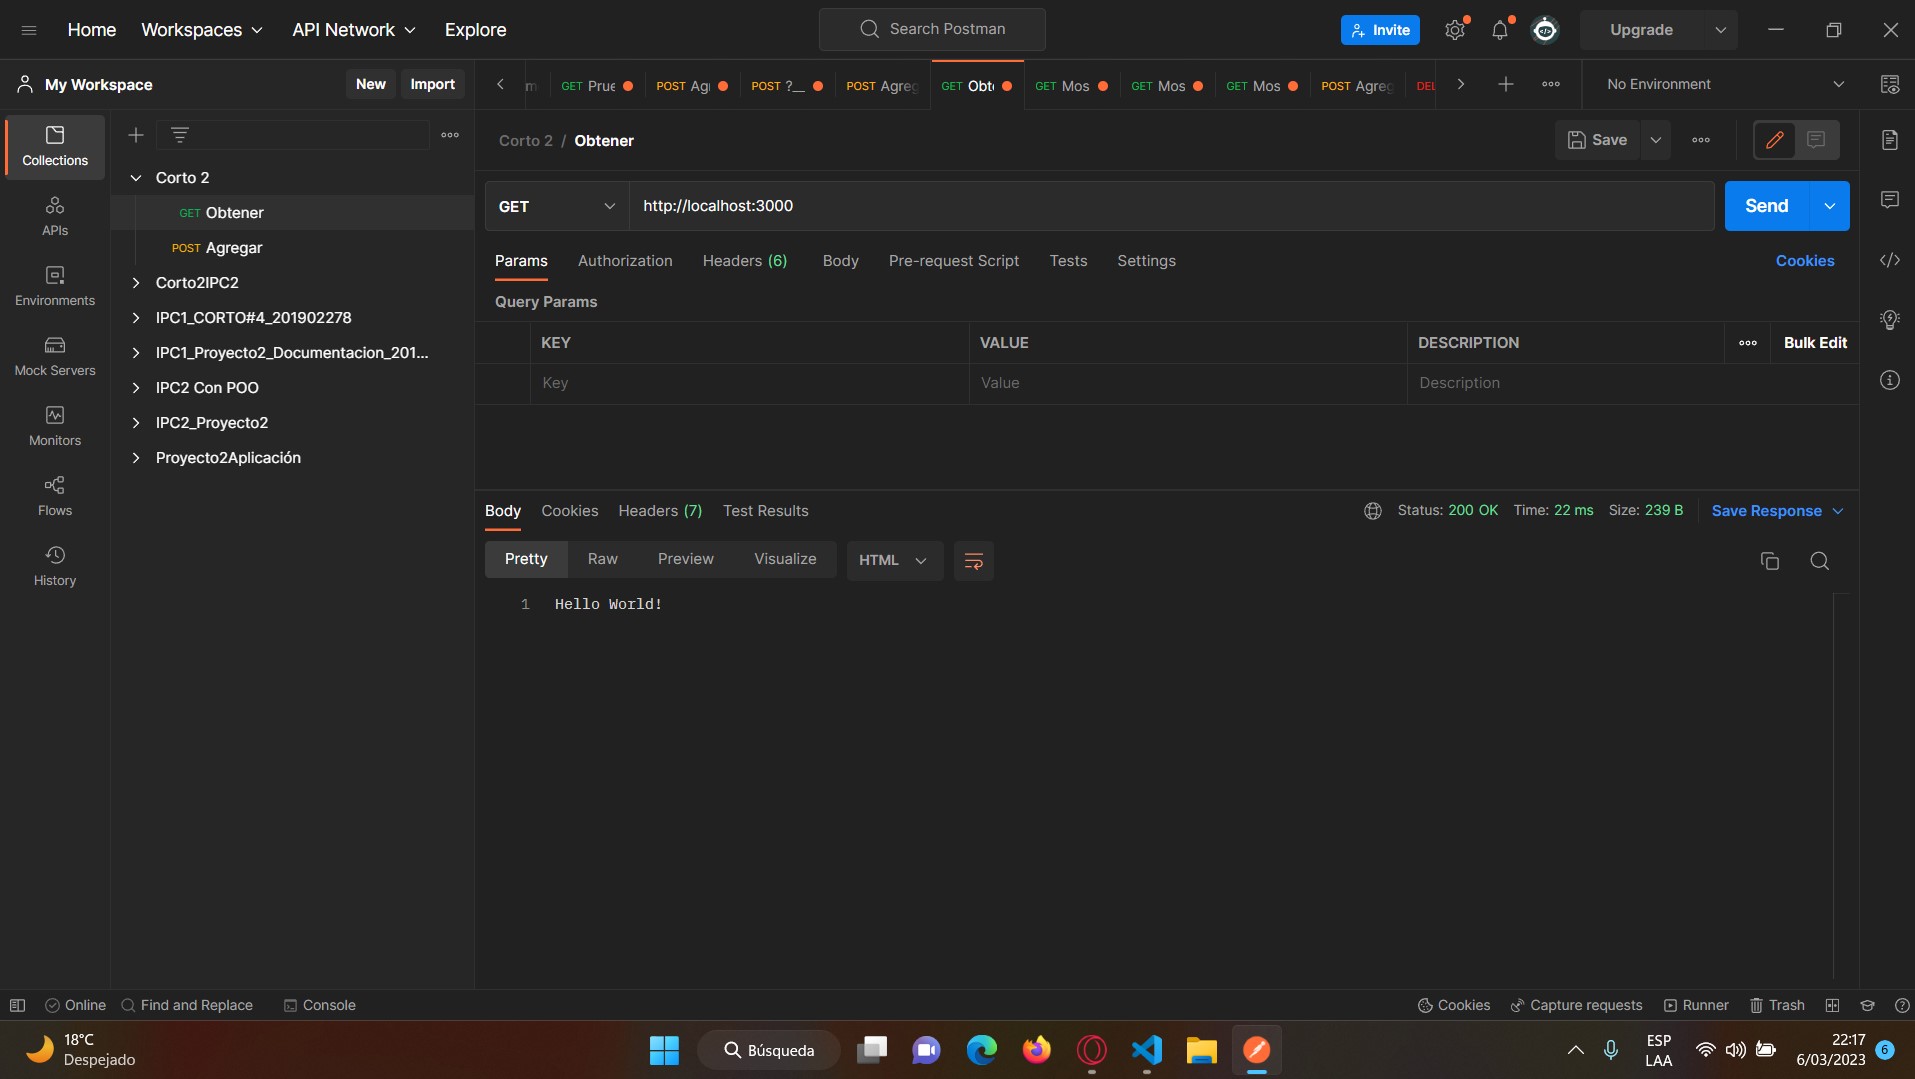 Home Workspaces API Network Explore Search Postman Invite Upgrade
My Workspace New Import
GET Prue POST Ag POST ?__ POST Agreg GET Obt GET Mos GET Mos GET Mos POST Agreg DEL No Environment
Collections
APIs
Environments
Mock Servers
Monitors
Flows
History
Corto 2
GET Obtener
POST Agregar
Corto2IPC2
IPC1_CORTO#4_201902278
IPC1_Proyecto2_Documentacion_201...
IPC2 Con POO
IPC2_Proyecto2
Proyecto2Aplicación
Corto 2 / Obtener Save
GET http://localhost:3000 Send
Params Authorization Headers (6) Body Pre-request Script Tests Settings Cookies
Query Params
KEY VALUE DESCRIPTION Bulk Edit
Key Value Description
Body Cookies Headers (7) Test Results Status: 200 OK Time: 22 ms Size: 239 B Save Response
Pretty Raw Preview Visualize HTML
1 Hello World!
Online Find and Replace Console Cookies Capture requests Runner Trash
18°C
Despejado
Búsqueda
ESP
LAA
22:17
6/03/2023
6